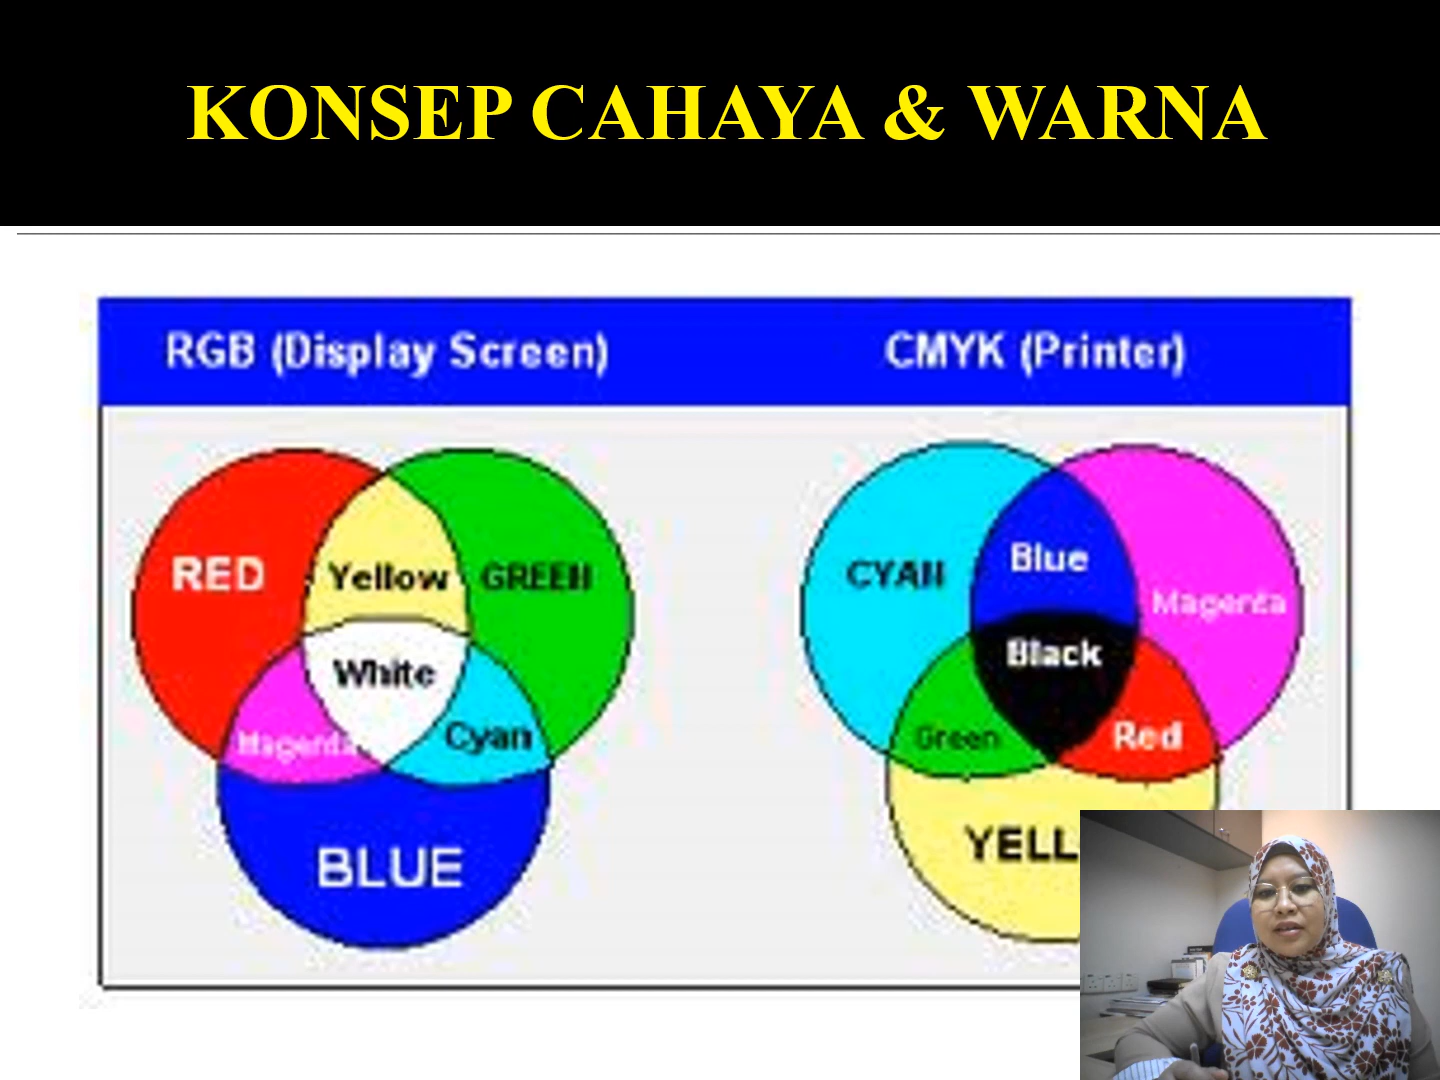 KONSEP CAHAYA & WARNA
RGB (Display Screen)
CMYK (Printer)
RED
Yellow
GREEN
White
Magenta
Cyan
BLUE
CYAN
Blue
Magenta
Black
Green
Red
YELL